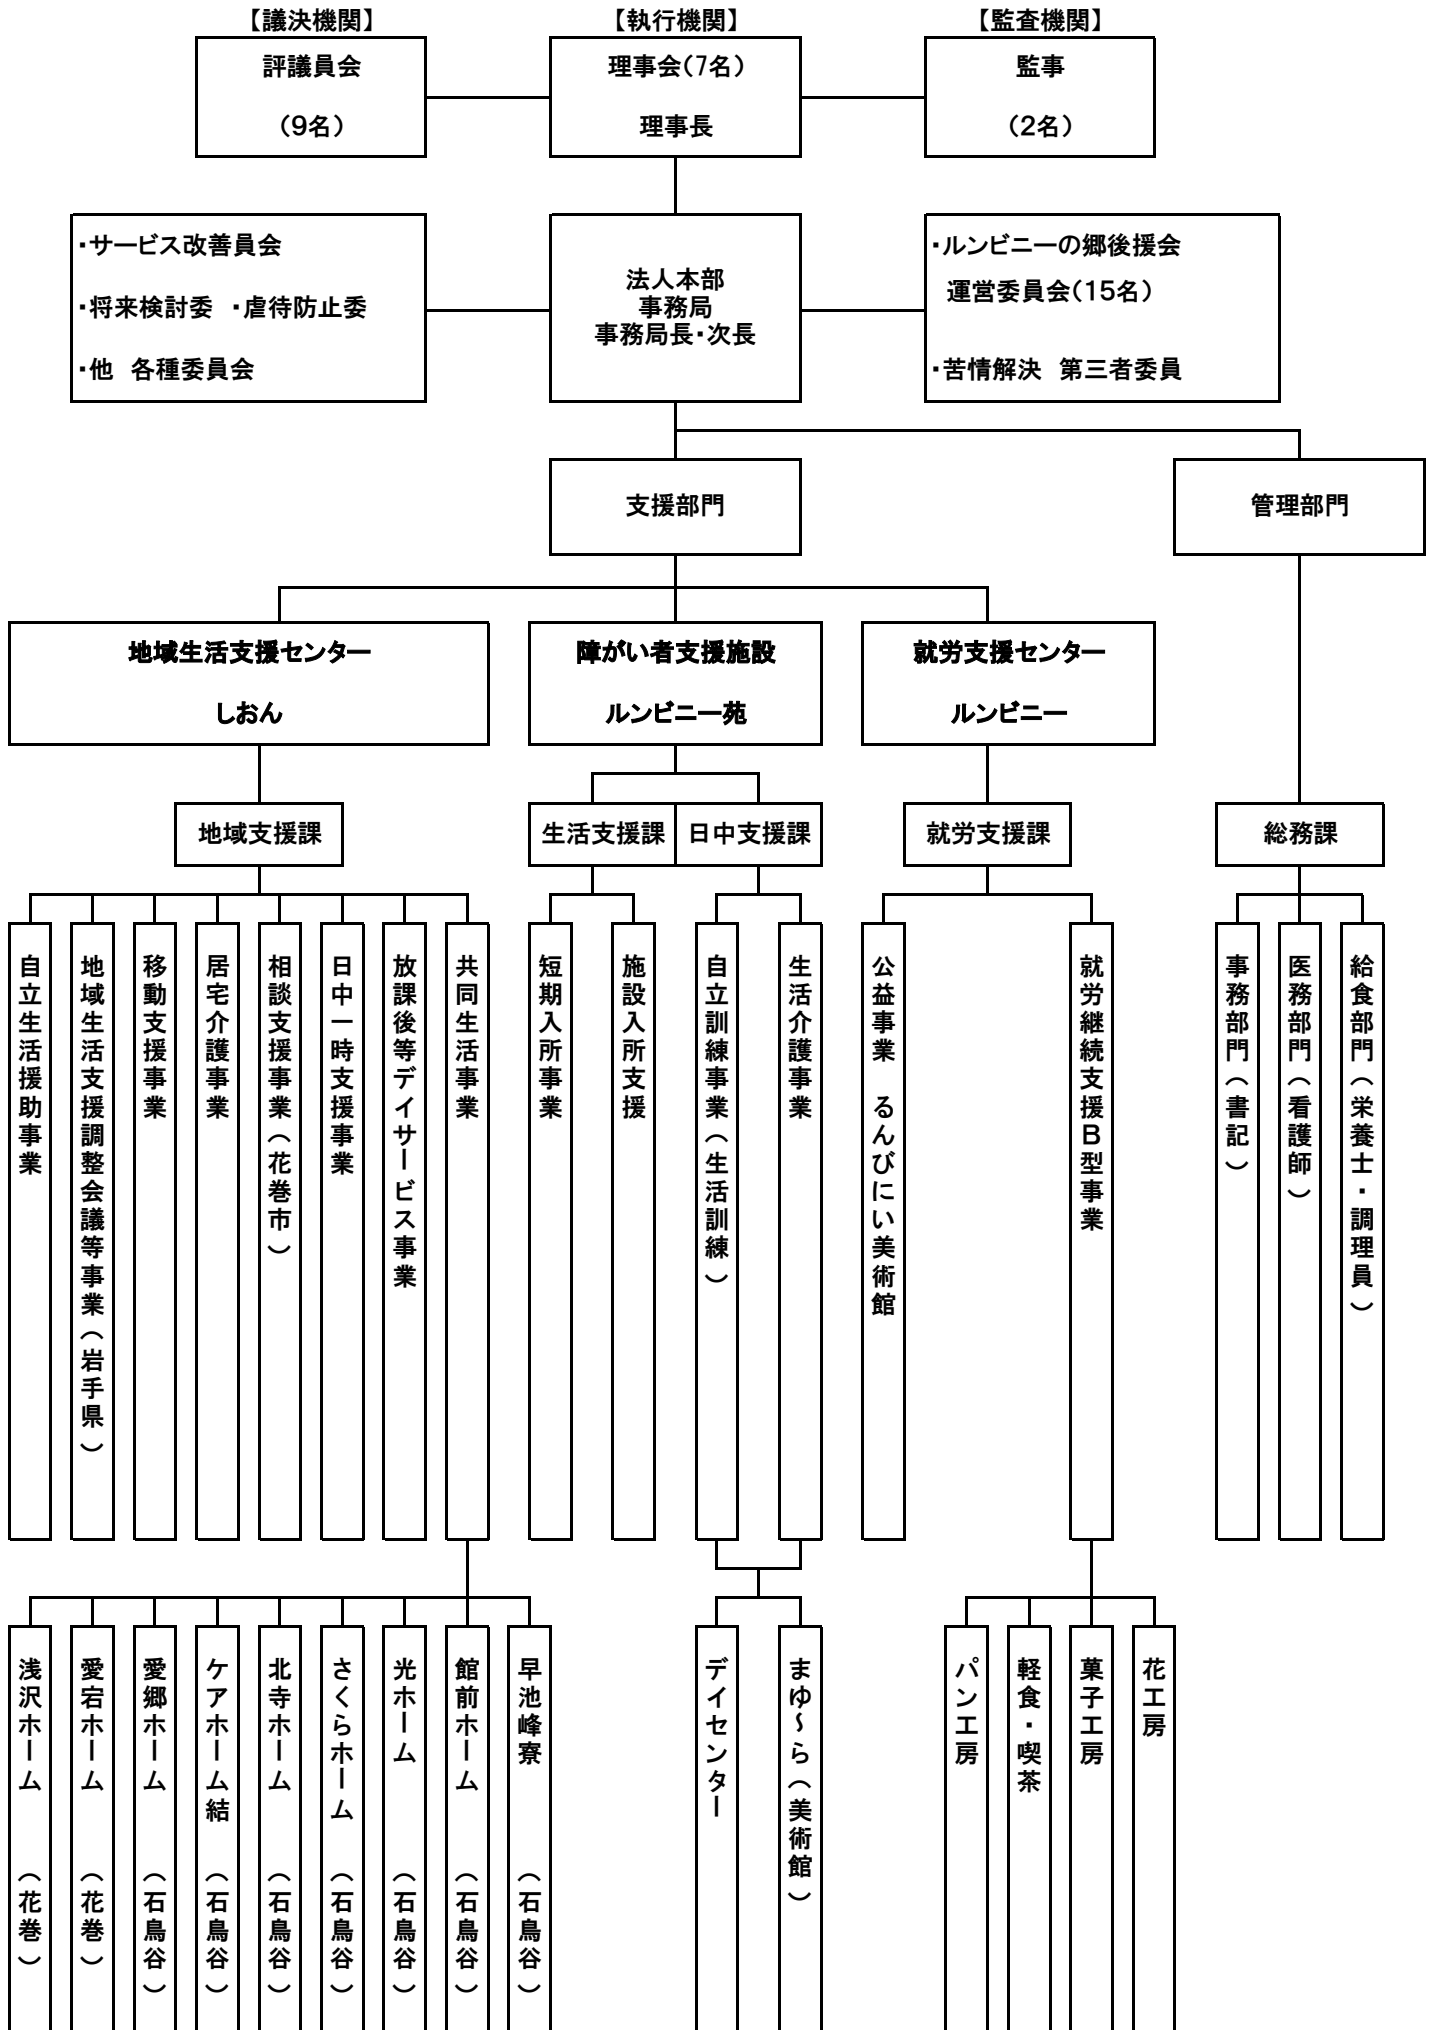 【議決機関】
【執行機関】
【監査機関】
評議員会
（9名）
理事会（7名）
理事長
監事
（2名）
・サービス改善員会
・将来検討委　・虐待防止委
・他　各種委員会
法人本部
事務局
事務局長・次長
・ルンビニーの郷後援会
運営委員会（15名）
・苦情解決　第三者委員
支援部門
管理部門
地域生活支援センター
しおん
障がい者支援施設
ルンビニー苑
就労支援センター
ルンビニー
地域支援課
生活支援課
日中支援課
就労支援課
総務課
自立生活援助事業
地域生活支援調整会議等事業（岩手県）
移動支援事業
居宅介護事業
相談支援事業（花巻市）
日中一時支援事業
放課後等デイサービス事業
共同生活事業
短期入所事業
施設入所支援
自立訓練事業（生活訓練）
生活介護事業
公益事業　るんびにい美術館
就労継続支援Ｂ型事業
事務部門（書記）
医務部門（看護師）
給食部門（栄養士・調理員）
浅沢ホーム　（花巻）
愛宕ホーム　（花巻）
愛郷ホーム　（石鳥谷）
ケアホーム結　（石鳥谷）
北寺ホーム　（石鳥谷）
さくらホーム　（石鳥谷）
光ホーム　（石鳥谷）
館前ホーム　（石鳥谷）
早池峰寮　（石鳥谷）
デイセンター
まゆ～ら（美術館）
パン工房
軽食・喫茶
菓子工房
花工房